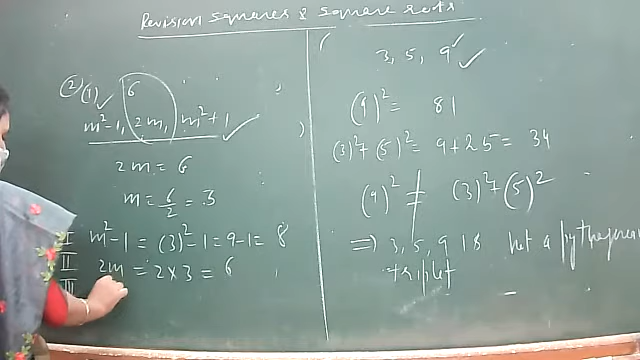 Revision squares & square roots
② (1) ✓ 6
m²-1, 2m, m²+1 ✓
2m = 6
m = 6/2 = 3
I m²-1 = (3)²-1 = 9-1 = 8
II 2m = 2×3 = 6
III
3, 5, 9 ✓
(9)² = 81
(3)²+(5)² = 9+25 = 34
(9)² ≠ (3)²+(5)²
⇒ 3, 5, 9 is not a pythagorean
triplet